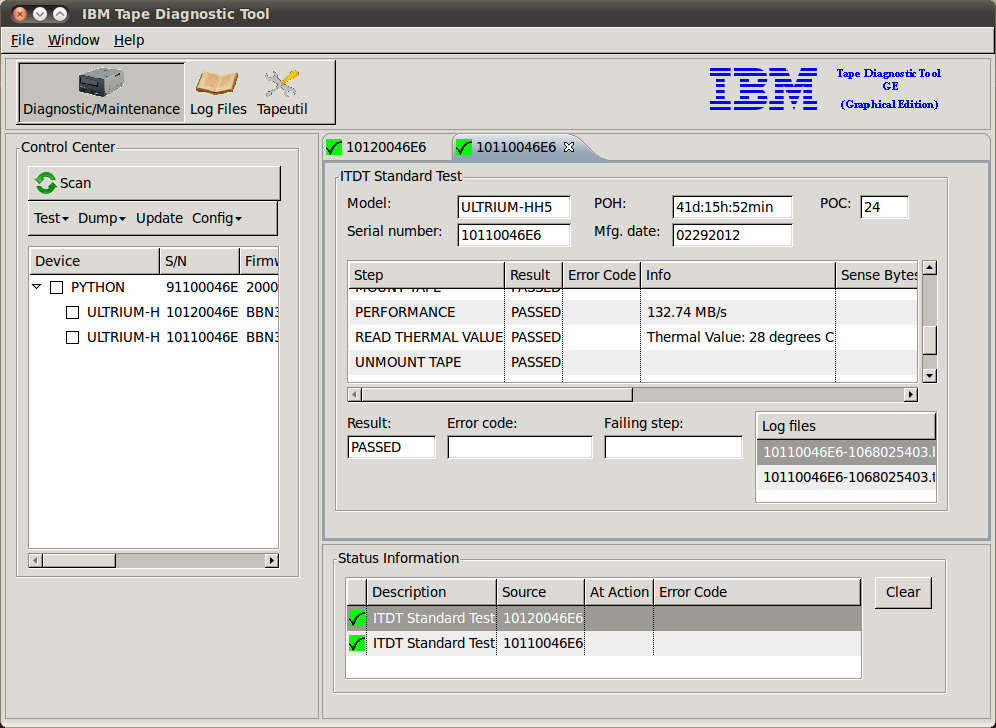 IBM Tape Diagnostic Tool
File Window Help
Diagnostic/Maintenance Log Files Tapeutil
IBM
Tape Diagnostic Tool
GE
(Graphical Edition)
Control Center
Scan
Test Dump Update Config
Device S/N Firmw
PYTHON 91100046E 2000
ULTRIUM-H 10120046E BBN3
ULTRIUM-H 10110046E BBN3
10120046E6 10110046E6
ITDT Standard Test
Model: ULTRIUM-HH5 POH: 41d:15h:52min POC: 24
Serial number: 10110046E6 Mfg. date: 02292012
Step Result Error Code Info Sense Bytes
MOUNT TAPE PASSED
PERFORMANCE PASSED 132.74 MB/s
READ THERMAL VALUE PASSED Thermal Value: 28 degrees C
UNMOUNT TAPE PASSED
Result: Error code: Failing step:
PASSED
Log files
10110046E6-1068025403.b
10110046E6-1068025403.t
Status Information
Description Source At Action Error Code
ITDT Standard Test 10120046E6
ITDT Standard Test 10110046E6
Clear